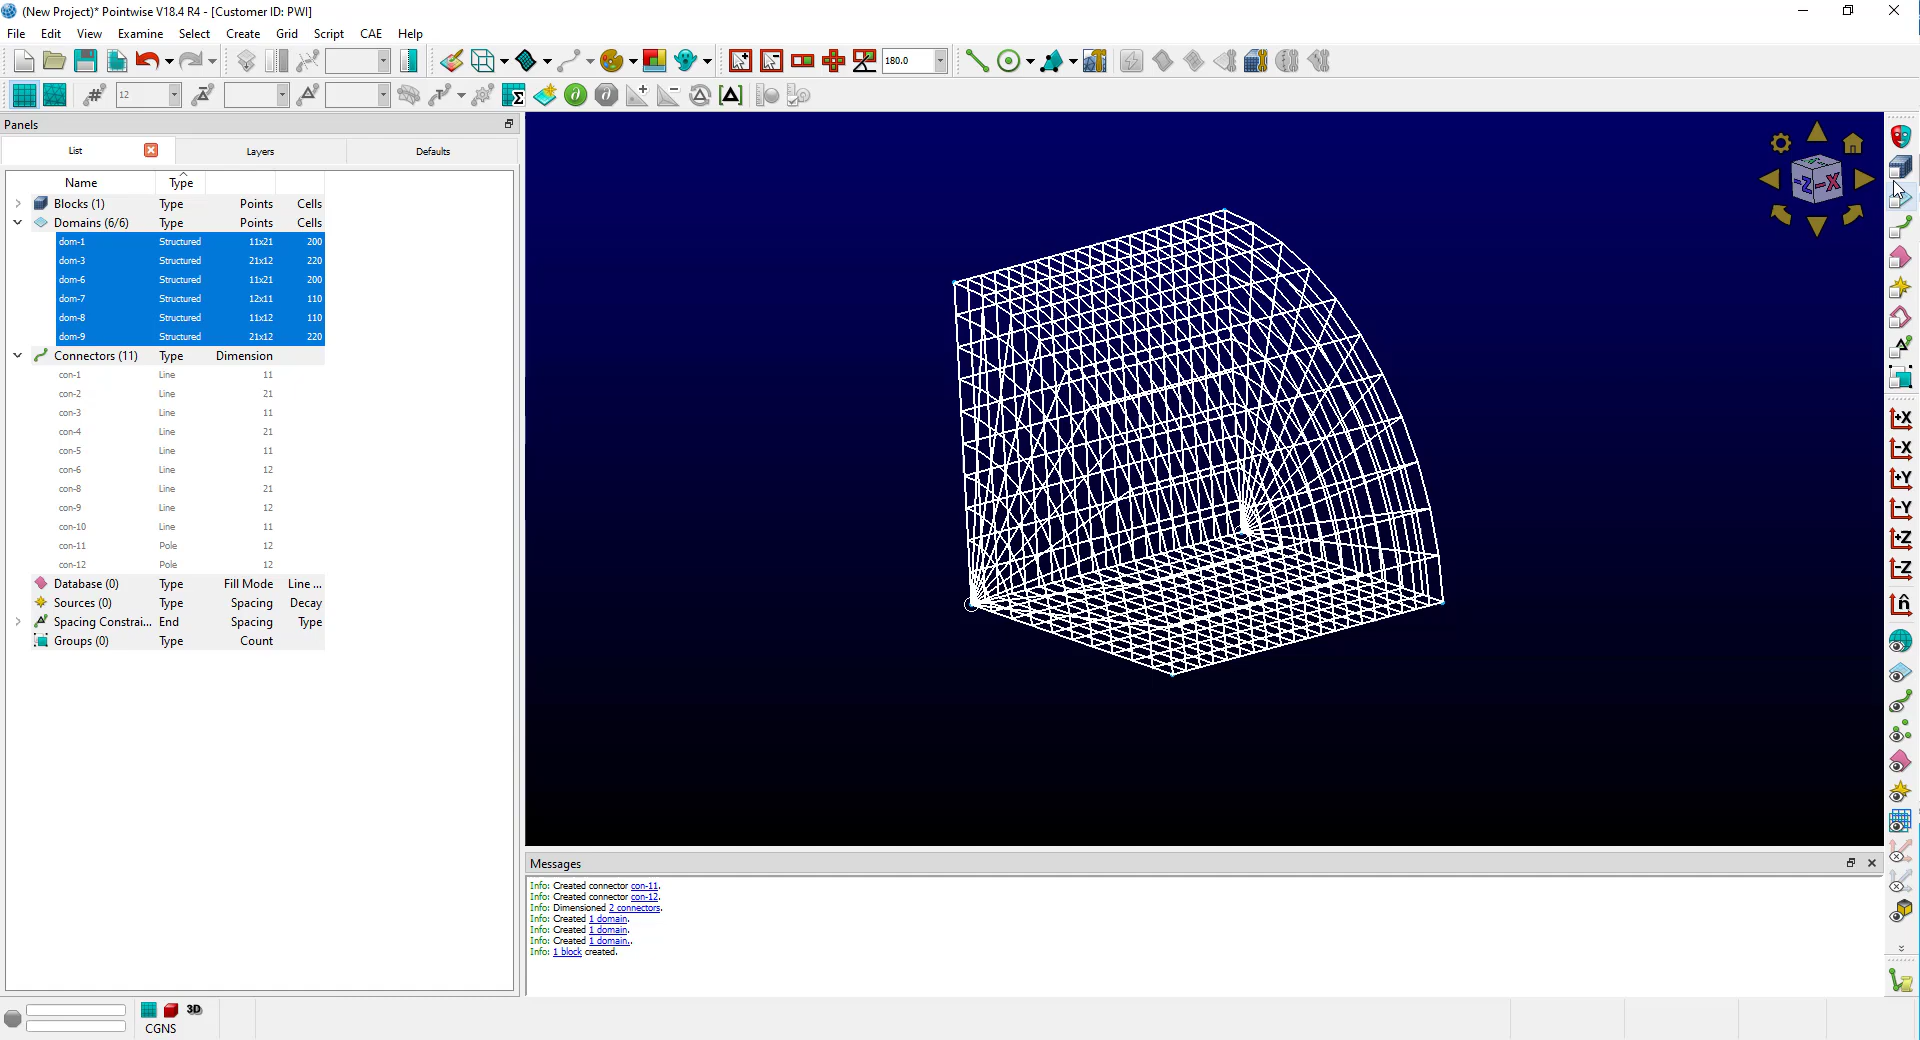 (New Project)* Pointwise V18.4 R4 - [Customer ID: PWI]
File Edit View Examine Select Create Grid Script CAE Help
180.0
12
Panels
List Layers Defaults
Name Type
Blocks (1) Type Points Cells
Domains (6/6) Type Points Cells
dom-1 Structured 11x21 200
dom-3 Structured 21x12 220
dom-6 Structured 11x21 200
dom-7 Structured 12x11 110
dom-8 Structured 11x12 110
dom-9 Structured 21x12 220
Connectors (11) Type Dimension
con-1 Line 11
con-2 Line 21
con-3 Line 11
con-4 Line 21
con-5 Line 11
con-6 Line 12
con-8 Line 21
con-9 Line 12
con-10 Line 11
con-11 Pole 12
con-12 Pole 12
Database (0) Type Fill Mode Line ...
Sources (0) Type Spacing Decay
Spacing Constrai... End Spacing Type
Groups (0) Type Count
-Z -X
+X
-X
+Y
-Y
+Z
-Z
n̂
Messages
Info: Created connector con-11.
Info: Created connector con-12.
Info: Dimensioned 2 connectors.
Info: Created 1 domain.
Info: Created 1 domain.
Info: Created 1 domain..
Info: 1 block created.
3D
CGNS